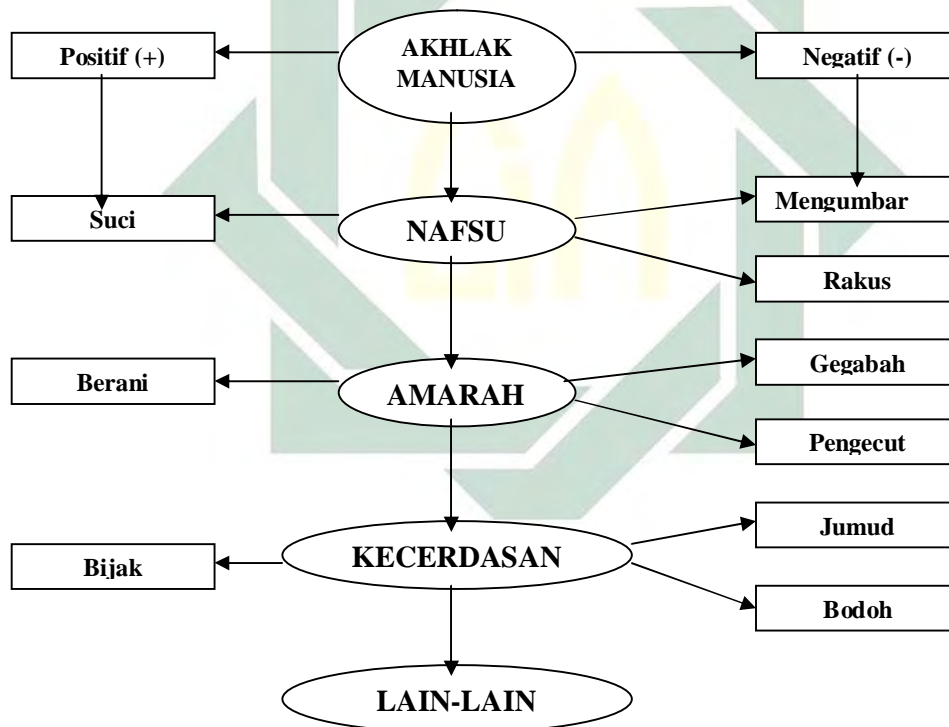 Positif (+)
AKHLAK
MANUSIA
Negatif (-)
Suci
NAFSU
Mengumbar
Rakus
Berani
AMARAH
Gegabah
Pengecut
Bijak
KECERDASAN
Jumud
Bodoh
LAIN-LAIN